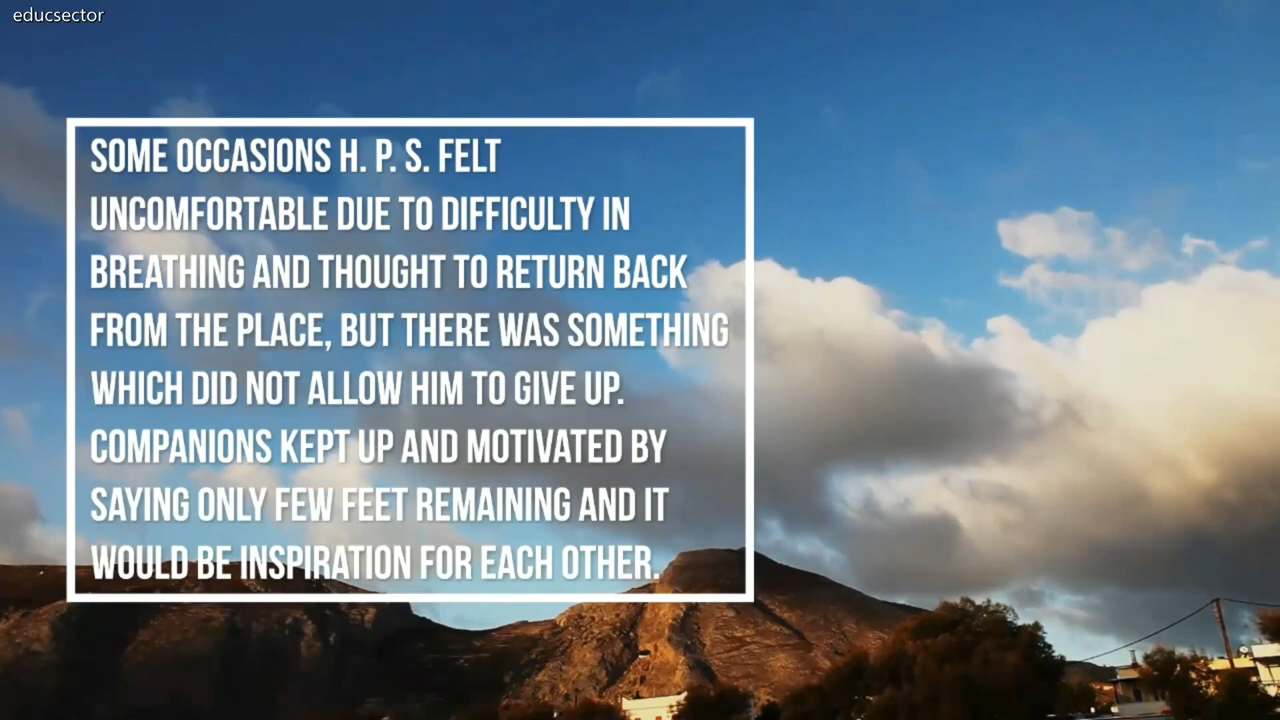 educsector
SOME OCCASIONS H. P. S. FELT
UNCOMFORTABLE DUE TO DIFFICULTY IN
BREATHING AND THOUGHT TO RETURN BACK
FROM THE PLACE, BUT THERE WAS SOMETHING
WHICH DID NOT ALLOW HIM TO GIVE UP.
COMPANIONS KEPT UP AND MOTIVATED BY
SAYING ONLY FEW FEET REMAINING AND IT
WOULD BE INSPIRATION FOR EACH OTHER.